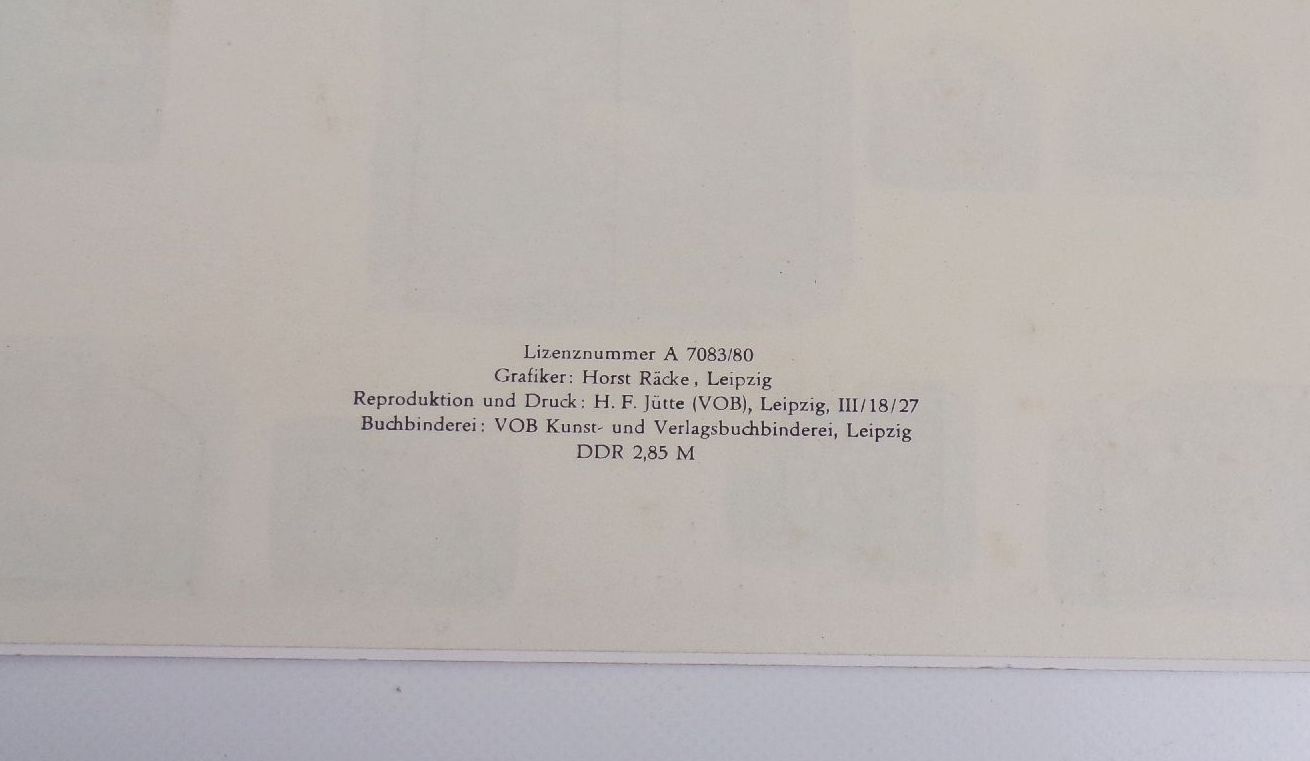 Lizenznummer A 7083/80
Grafiker: Horst Räcke, Leipzig
Reproduktion und Druck: H. F. Jütte (VOB), Leipzig, III/18/27
Buchbinderei: VOB Kunst- und Verlagsbuchbinderei, Leipzig
DDR 2,85 M